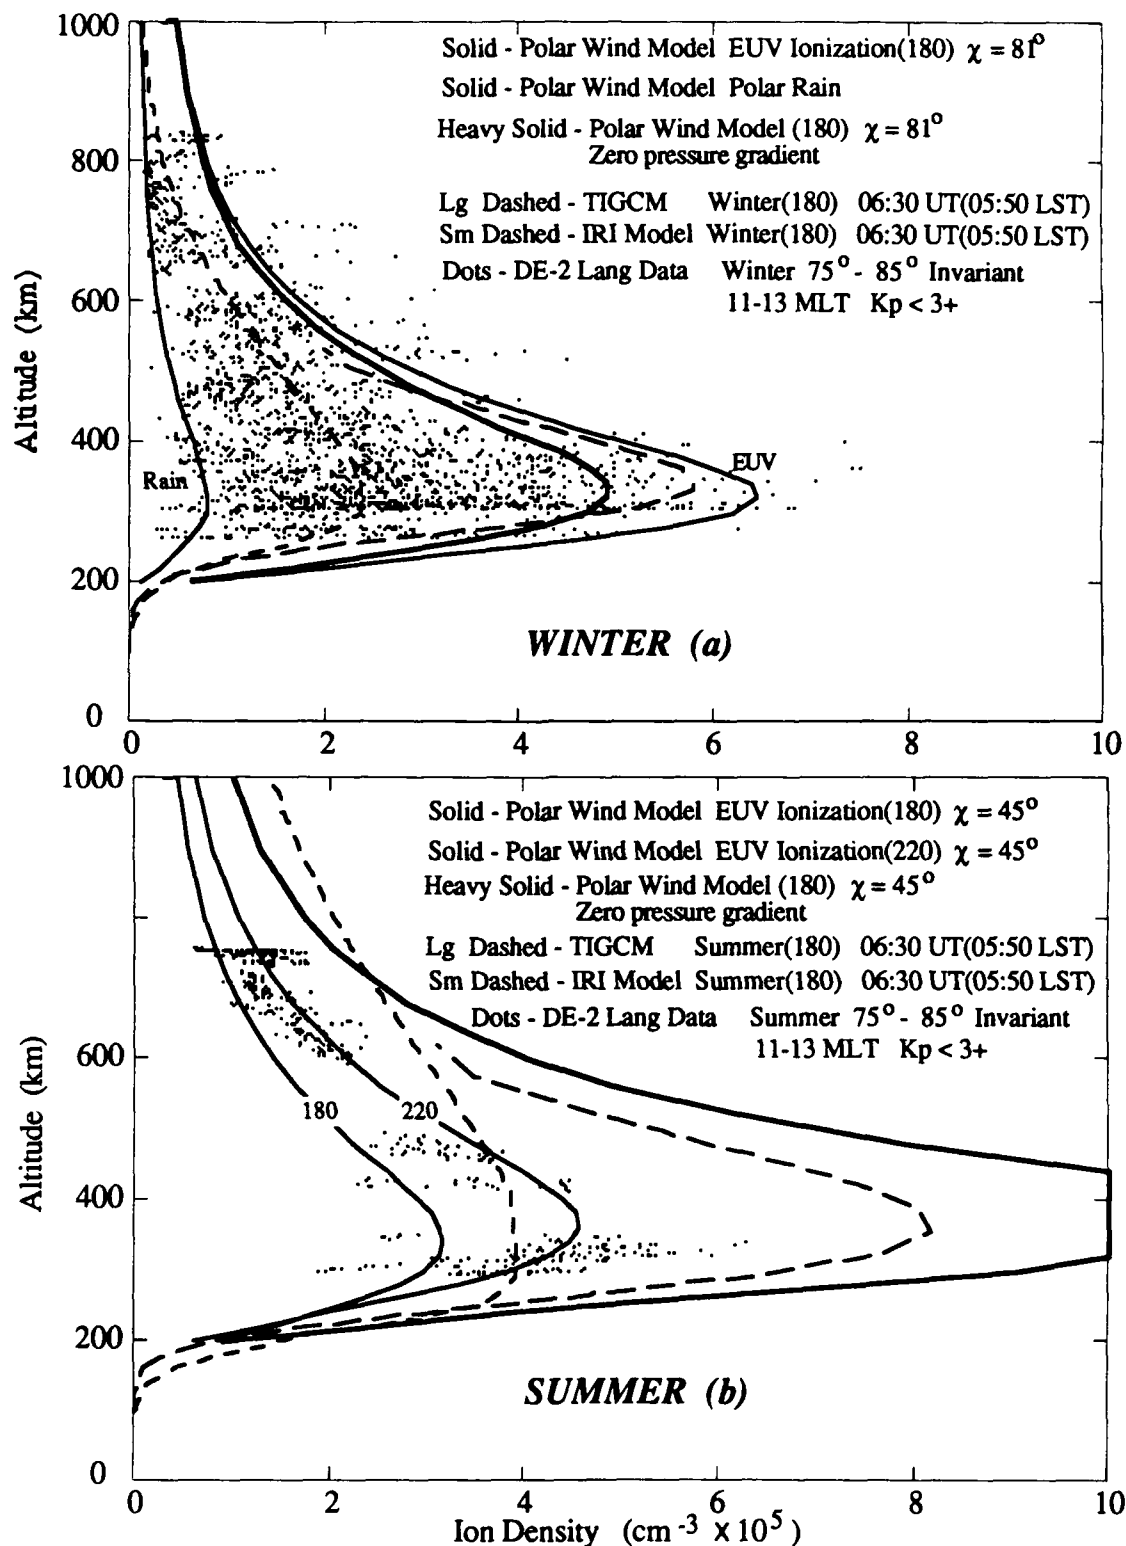 1000
800
600
400
200
0
Altitude (km)
Solid - Polar Wind Model EUV Ionization(180) χ = 81°
Solid - Polar Wind Model Polar Rain
Heavy Solid - Polar Wind Model (180) χ = 81°
Zero pressure gradient
Lg Dashed - TIGCM Winter(180) 06:30 UT(05:50 LST)
Sm Dashed - IRI Model Winter(180) 06:30 UT(05:50 LST)
Dots - DE-2 Lang Data Winter 75° - 85° Invariant
11-13 MLT Kp < 3+
Rain
EUV
WINTER (a)
0 2 4 6 8 10
1000
800
600
400
200
0
Altitude (km)
Solid - Polar Wind Model EUV Ionization(180) χ = 45°
Solid - Polar Wind Model EUV Ionization(220) χ = 45°
Heavy Solid - Polar Wind Model (180) χ = 45°
Zero pressure gradient
Lg Dashed - TIGCM Summer(180) 06:30 UT(05:50 LST)
Sm Dashed - IRI Model Summer(180) 06:30 UT(05:50 LST)
Dots - DE-2 Lang Data Summer 75° - 85° Invariant
11-13 MLT Kp < 3+
180
220
SUMMER (b)
0 2 4 6 8 10
Ion Density (cm⁻³ x 10⁵)